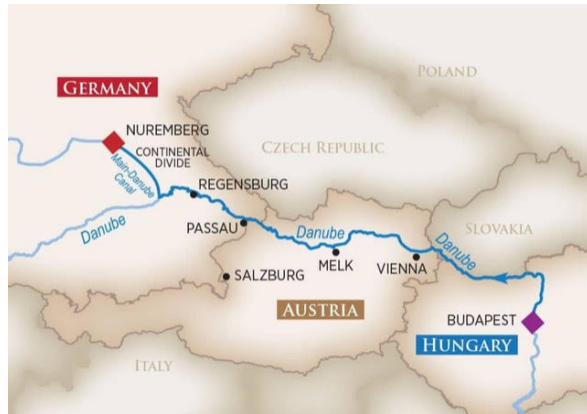 POLAND
GERMANY
NUREMBERG
CONTINENTAL
DIVIDE
Main-Danube
Canal
CZECH REPUBLIC
REGENSBURG
Danube
PASSAU
Danube
SLOVAKIA
Danube
MELK
VIENNA
SALZBURG
AUSTRIA
BUDAPEST
HUNGARY
ITALY